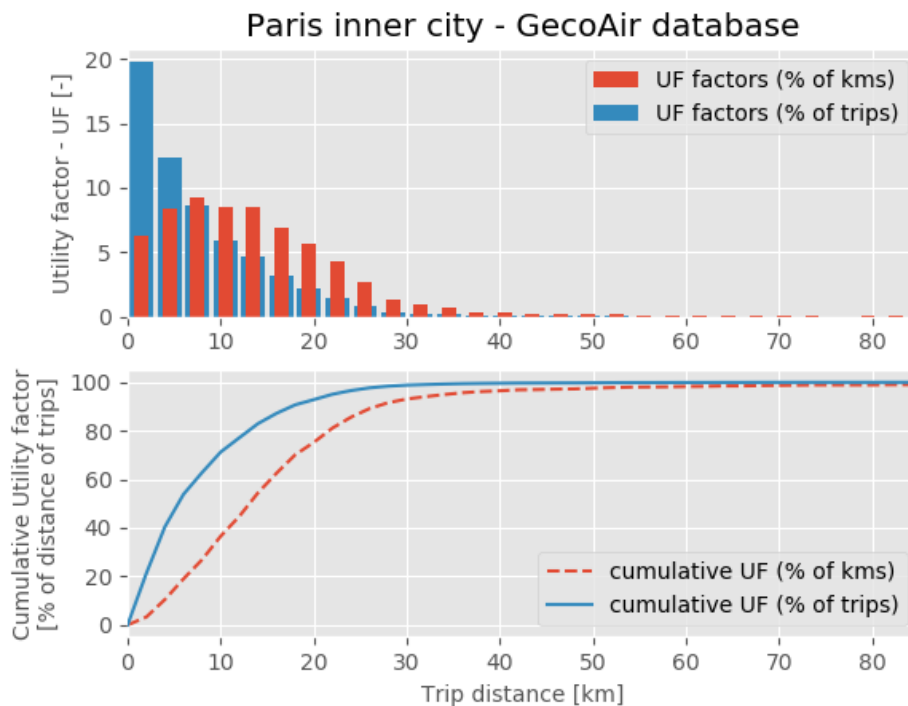 Paris inner city - GecoAir database
Utility factor - UF [-]
20
15
10
5
0
UF factors (% of kms)
UF factors (% of trips)
0 10 20 30 40 50 60 70 80
Cumulative Utility factor
[% of distance of trips]
100
80
60
40
20
0
cumulative UF (% of kms)
cumulative UF (% of trips)
0 10 20 30 40 50 60 70 80
Trip distance [km]